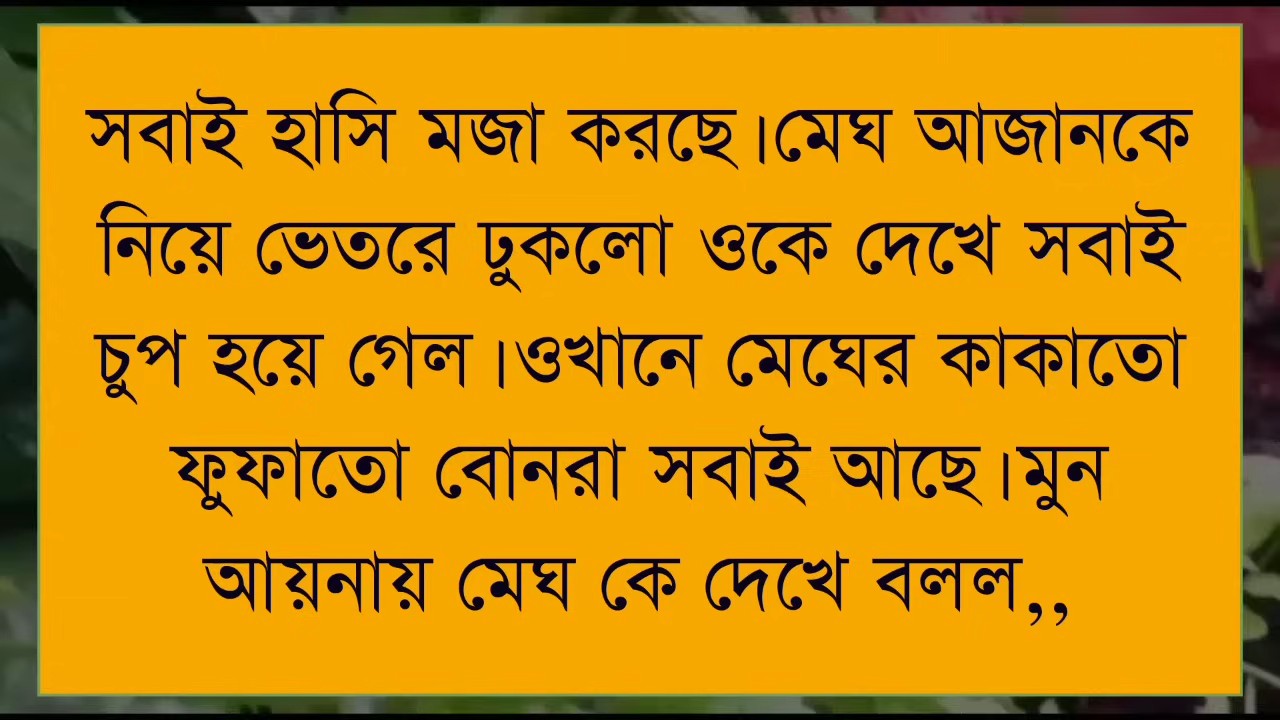 সবাই হাসি মজা করছে।মেঘ আজানকে
নিয়ে ভেতরে ঢুকলো ওকে দেখে সবাই
চুপ হয়ে গেল।ওখানে মেঘের কাকাতো
ফুফাতো বোনরা সবাই আছে।মুন
আয়নায় মেঘ কে দেখে বলল,,